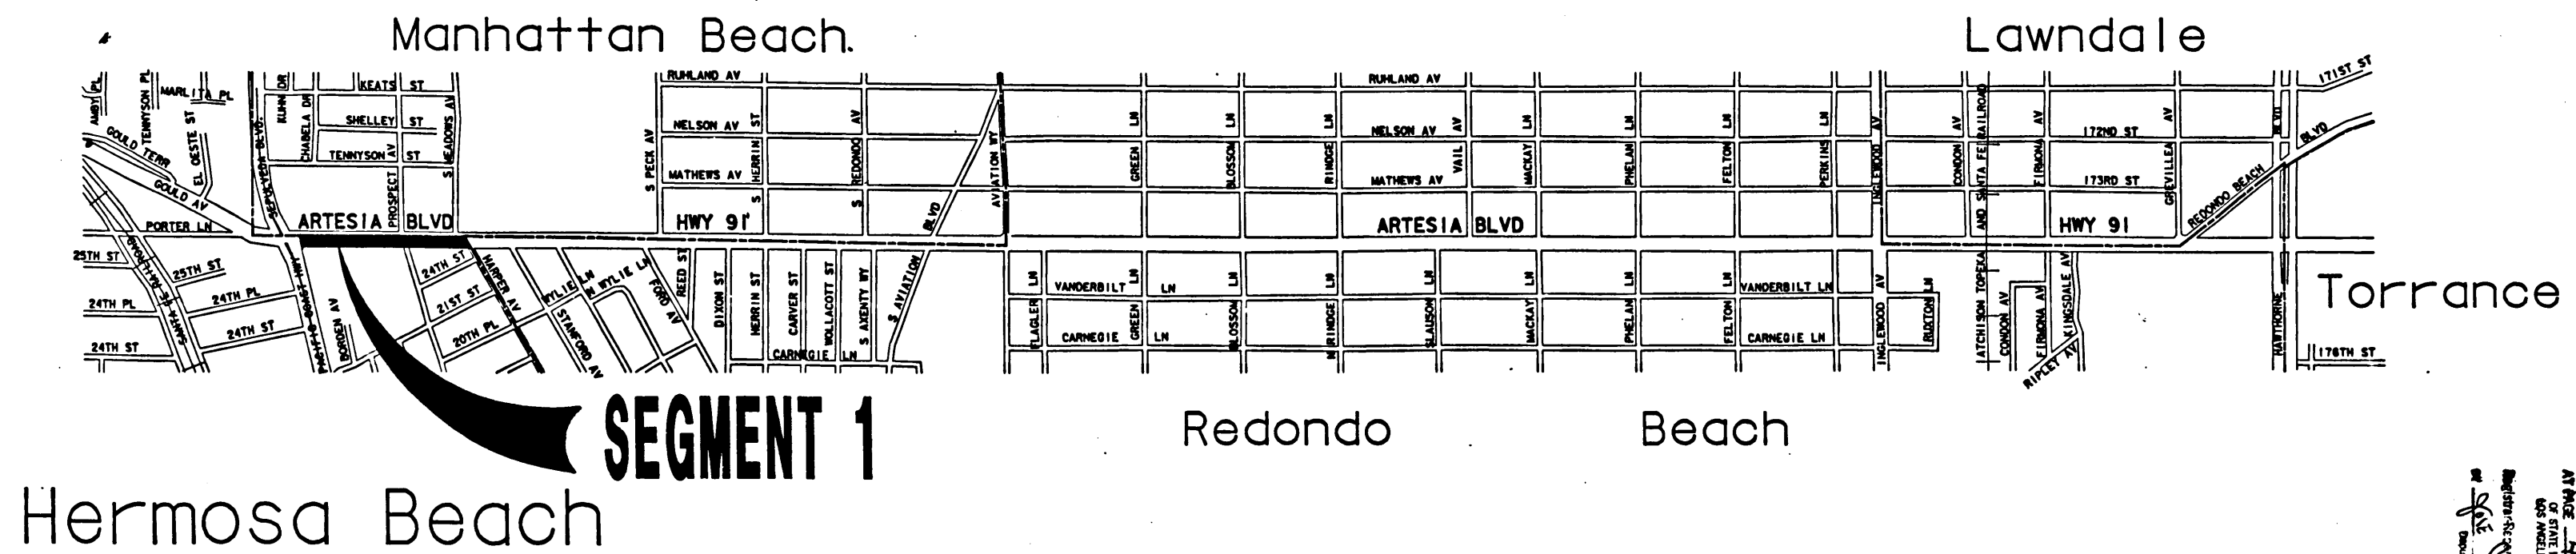 Manhattan Beach.
Lawndale
AMBY PL
TENNYSON PL
MARLITA PL
EL OESTE ST
GOULD TERR
GOULD AV
PORTER LN
SEPULVEDA BLVD.
KUHN DR
CHABELA DR
KEATS ST
SHELLEY ST
TENNYSON ST
PROSPECT AV
S MEADOWS AV
ARTESIA BLVD
S PECK AV
RUHLAND AV
NELSON AV
MATHEWS AV
S HERRIN ST
S REDONDO AV
HWY 91
AVIATION WY
BLVD
GREEN LN
BLOSSOM LN
RINDGE LN
RUHLAND AV
NELSON AV
MATHEWS AV
VAIL AV
MACKAY LN
PHELAN LN
FELTON LN
PERKINS LN
INGLEWOOD AV
ARTESIA BLVD
CONDON AV
ATCHISON TOPEKA AND SANTA FE RAILROAD
FIRMONA AV
172ND ST
173RD ST
GREVILLEA AV
HWY 91
REDONDO BEACH BLVD
BLVD
171ST ST
25TH ST
24TH PL
24TH ST
SANTA FE RAILROAD
25TH ST
24TH PL
24TH ST
PACIFIC COAST HWY
BORDEN AV
24TH ST
21ST ST
20TH PL
HARPER AV
WYLIE LN
N WYLIE LN
STANFORD AV
FORD AV
REED ST
DIXON ST
HERRIN ST
CARVER ST
WOLLACOTT ST
S AXENTY WY
S AVIATION
CARNEGIE LN
FLAGLER LN
VANDERBILT LN
CARNEGIE LN
GREEN LN
BLOSSOM LN
N RINDGE LN
SLAUSON LN
MACKAY LN
PHELAN LN
FELTON LN
VANDERBILT LN
CARNEGIE LN
INGLEWOOD AV
RUXTON LN
CONDON AV
FIRMONA AV
KINGSDALE AV
RIPLEY AV
HAWTHORNE
176TH ST
Torrance
SEGMENT 1
Redondo Beach
Hermosa Beach